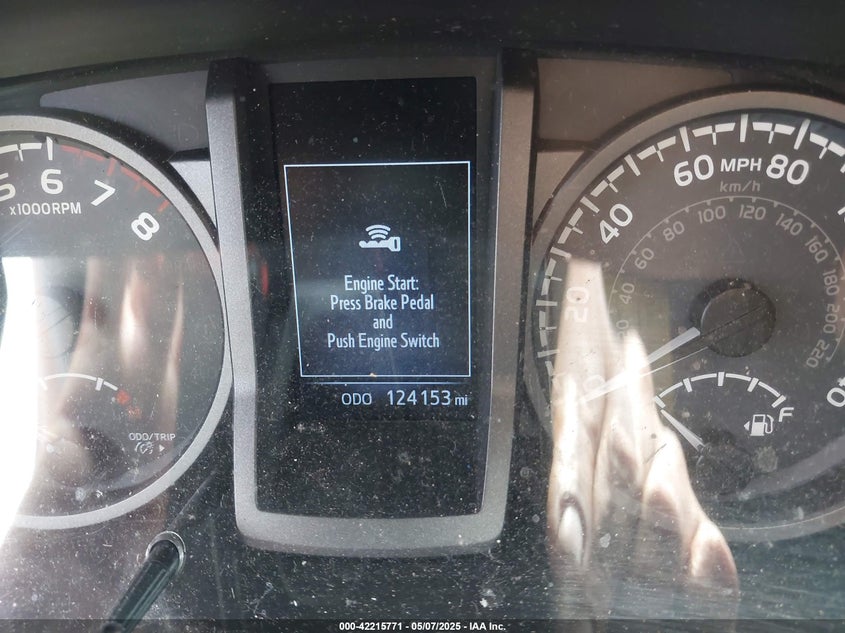 5 6 7 8
x1000RPM
ODO/TRIP
Engine Start:
Press Brake Pedal
and
Push Engine Switch
ODO 124153 mi
20 40 60 MPH 80
km/h
60 80 100 120 140 160 180 200 220
F
000-42215771 - 05/07/2025 - IAA Inc.